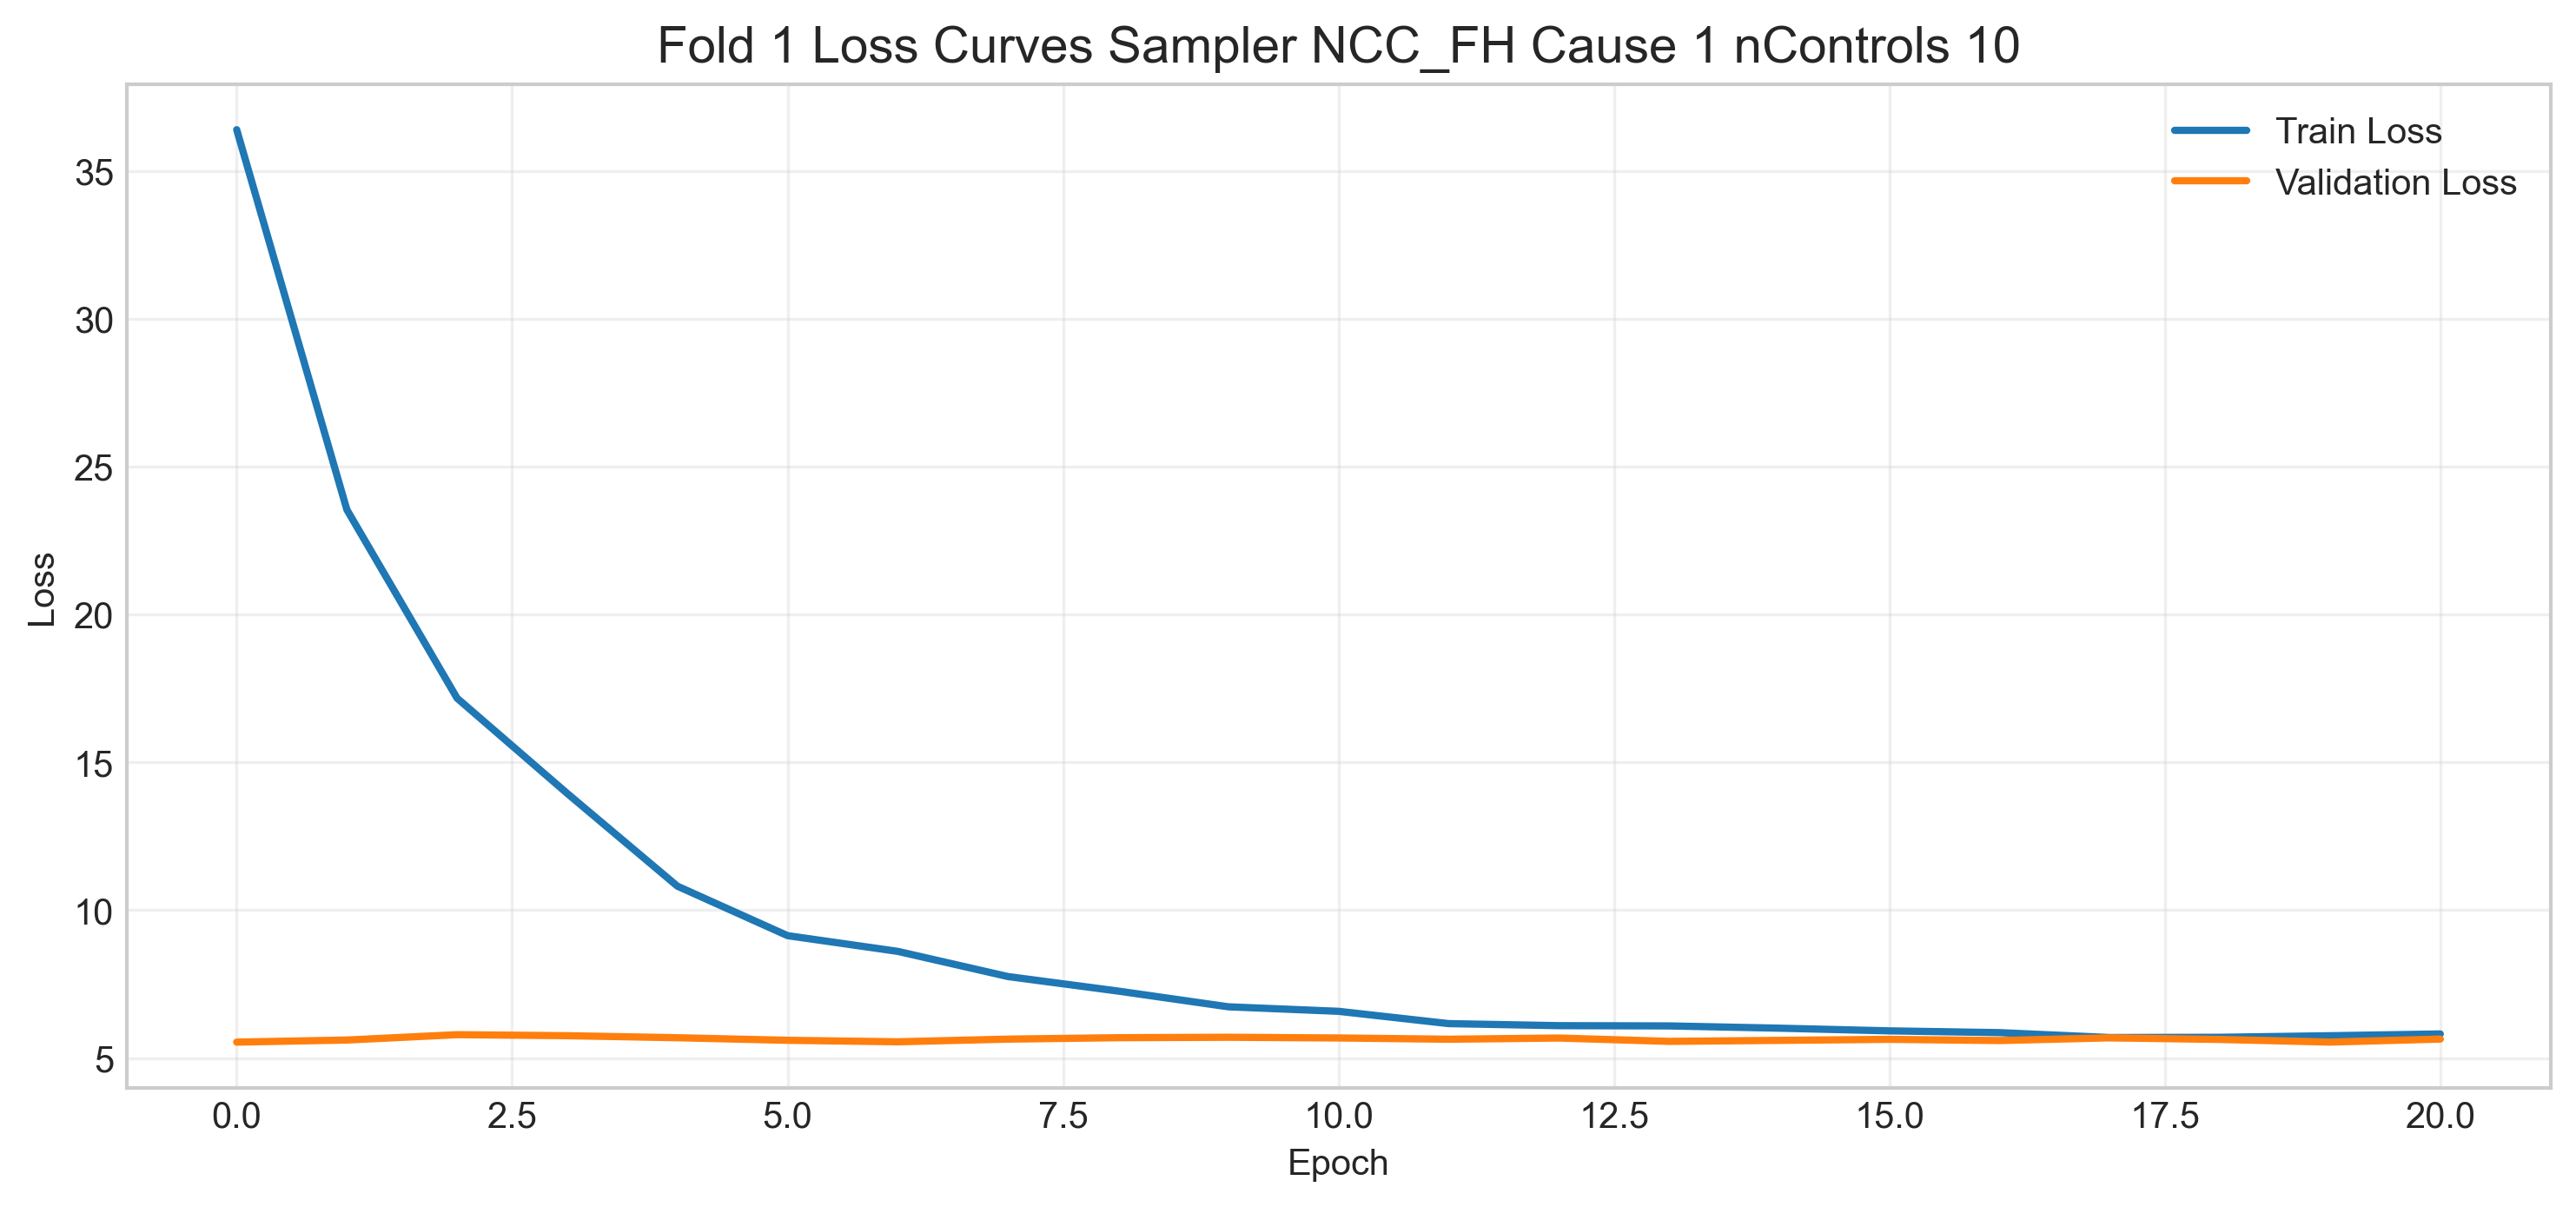 Fold 1 Loss Curves Sampler NCC_FH Cause 1 nControls 10
Train Loss
Validation Loss
Loss
35
30
25
20
15
10
5
0.0 2.5 5.0 7.5 10.0 12.5 15.0 17.5 20.0
Epoch